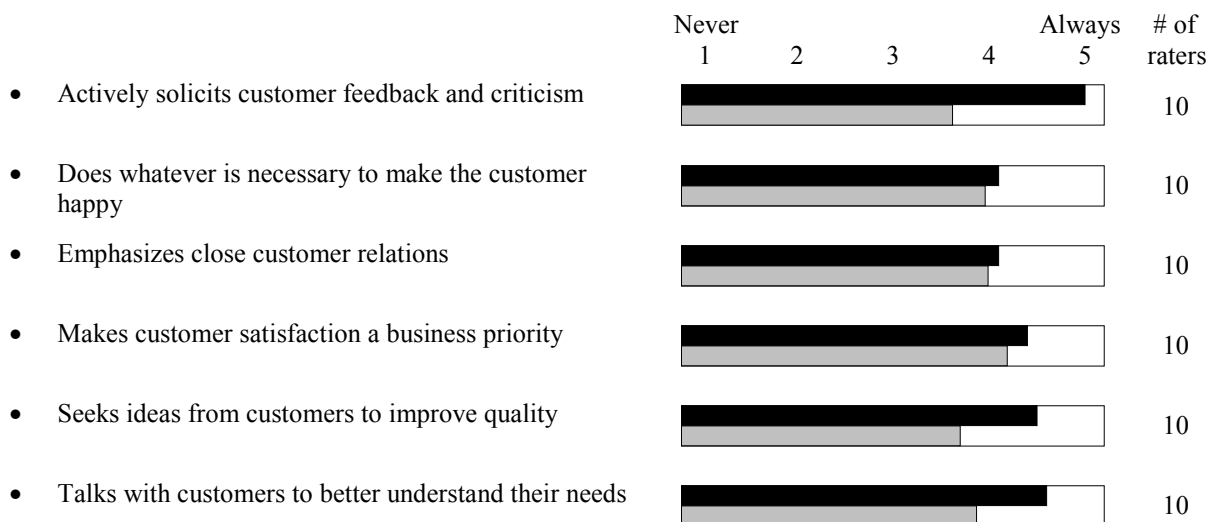 Never Always # of
1 2 3 4 5 raters
• Actively solicits customer feedback and criticism 10
• Does whatever is necessary to make the customer
happy 10
• Emphasizes close customer relations 10
• Makes customer satisfaction a business priority 10
• Seeks ideas from customers to improve quality 10
• Talks with customers to better understand their needs 10